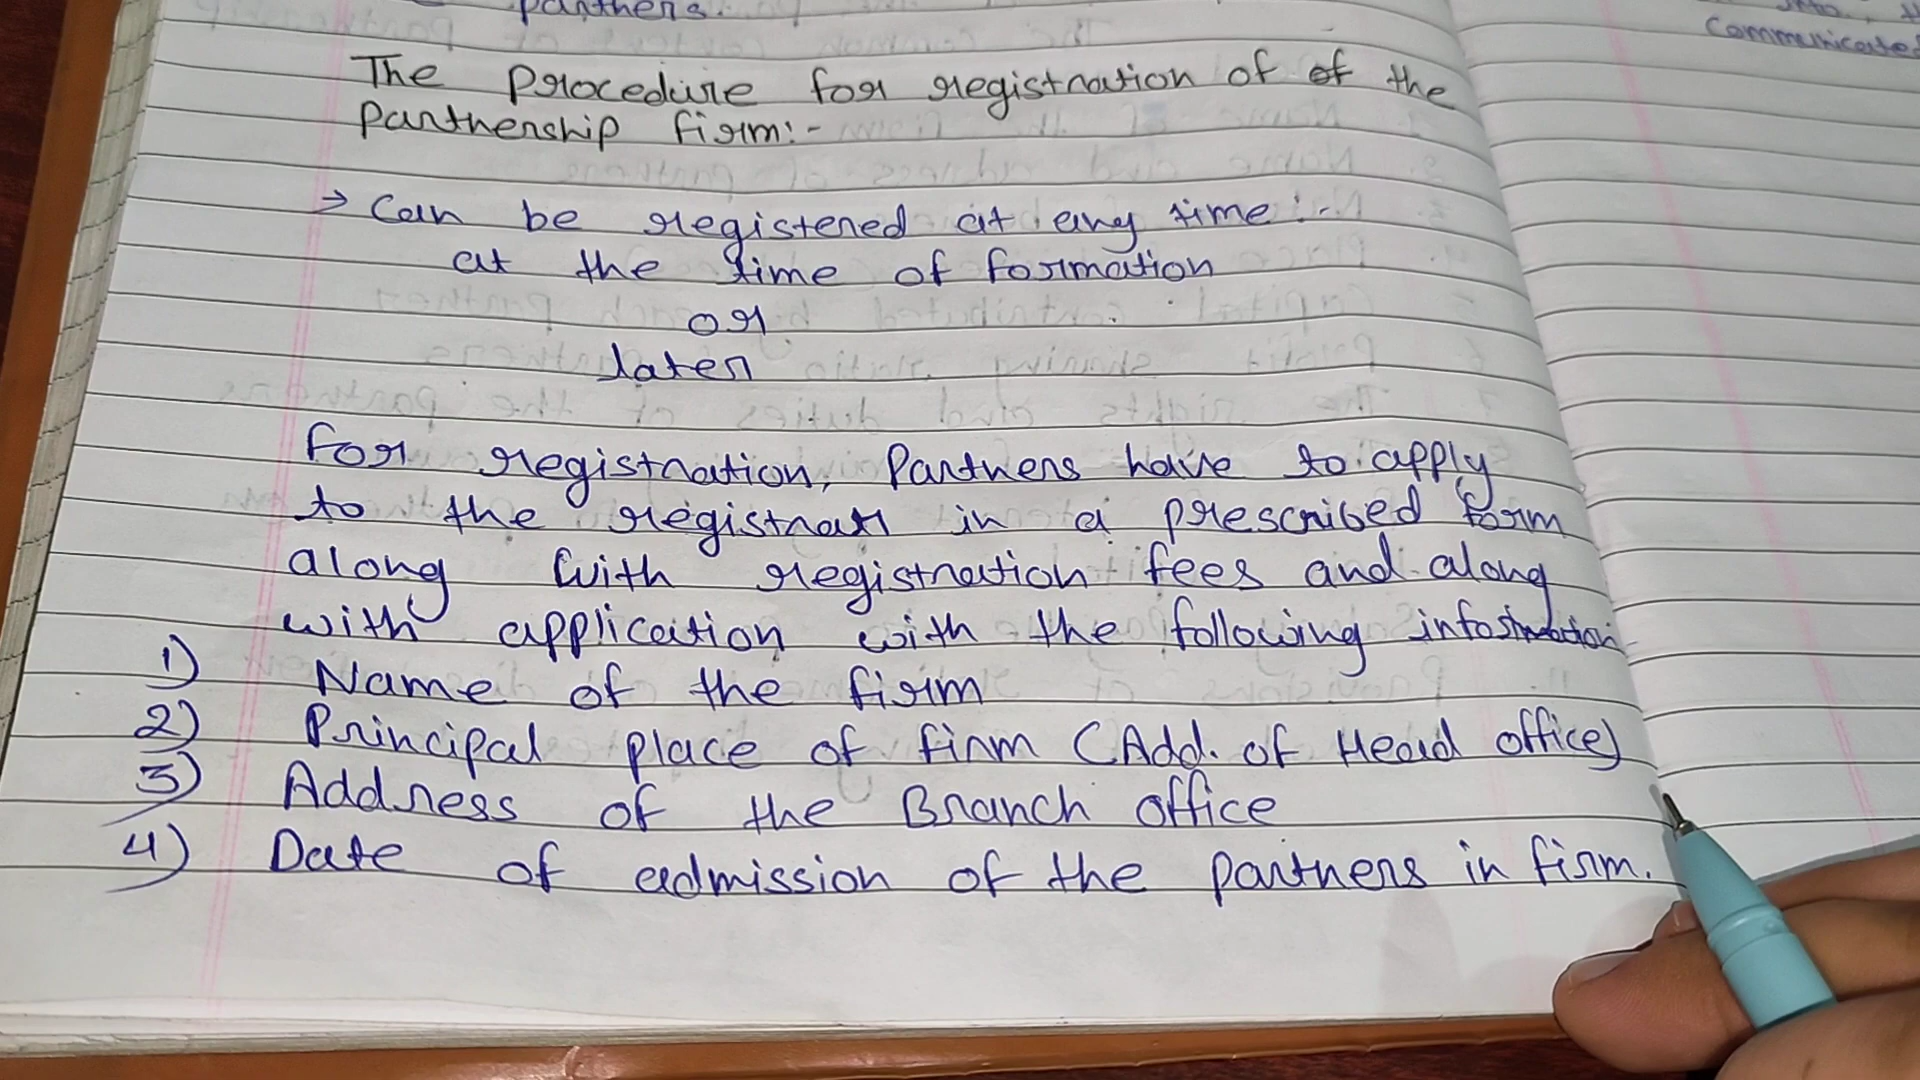 partners.
The Procedure for registration of of the
Partnership firm:-
→ Can be registered at any time:-
at the time of formation
or
later
For registration, Partners have to apply
to the registrar in a prescribed form
along with registration fees and along
with application with the following information
1) Name of the firm
2) Principal place of firm (Add. of Head office)
3) Address of the Branch office
4) Date of admission of the partners in firm.
into, 
Communicated